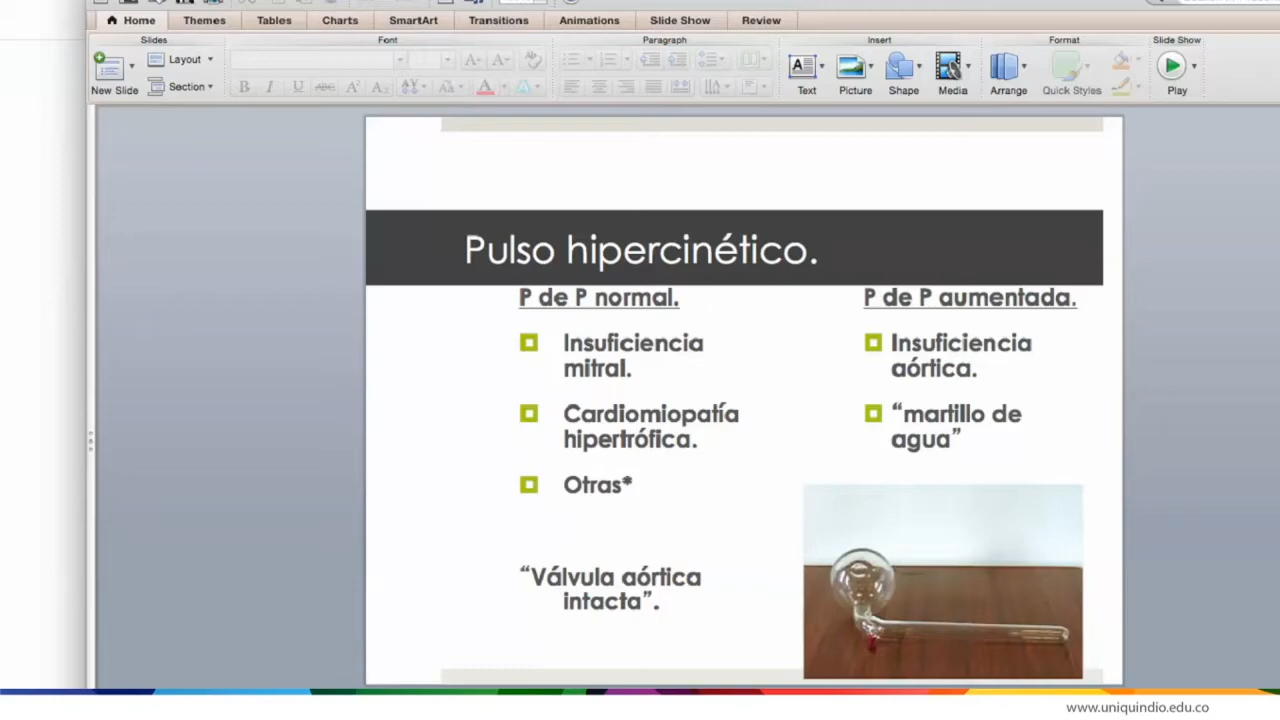 Home Themes Tables Charts SmartArt Transitions Animations Slide Show Review
Slides Font Paragraph Insert Format Slide Show
Layout
Section
New Slide
Text Picture Shape Media Arrange Quick Styles Play
Pulso hipercinético.
P de P normal.
Insuficiencia
mitral.
Cardiomiopatía
hipertrófica.
Otras*
“Válvula aórtica
intacta”.
P de P aumentada.
Insuficiencia
aórtica.
“martillo de
agua”
www.uniquindio.edu.co